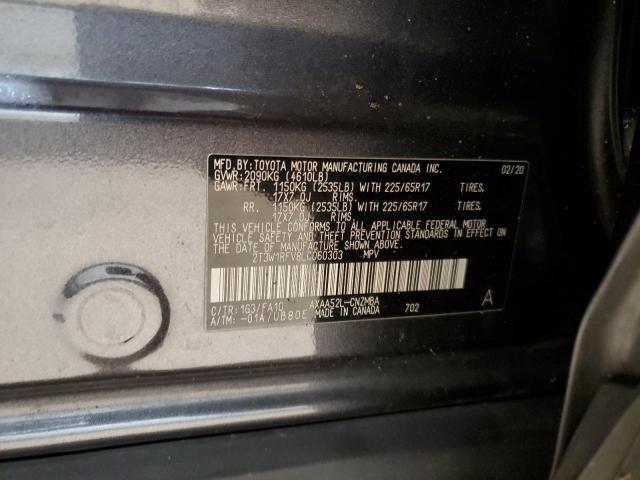 MFD.BY:TOYOTA MOTOR MANUFACTURING CANADA INC. 02/20
GVWR:2090KG (4610LB)
GAWR:FRT. 1150KG (2535LB) WITH 225/65R17 TIRES.
17X7.0J RIMS.
RR. 1150KG (2535LB) WITH 225/65R17 TIRES.
17X7.0J RIMS.
THIS VEHICLE CONFORMS TO ALL APPLICABLE FEDERAL MOTOR
VEHICLE SAFETY AND THEFT PREVENTION STANDARDS IN EFFECT ON
THE DATE OF MANUFACTURE SHOWN ABOVE.
2T3W1RFV8LC060303 MPV
C/TR: 1G3/FA10 AXAA52L-CNZMBA
A/TM: -01A/UB80E MADE IN CANADA 702 A